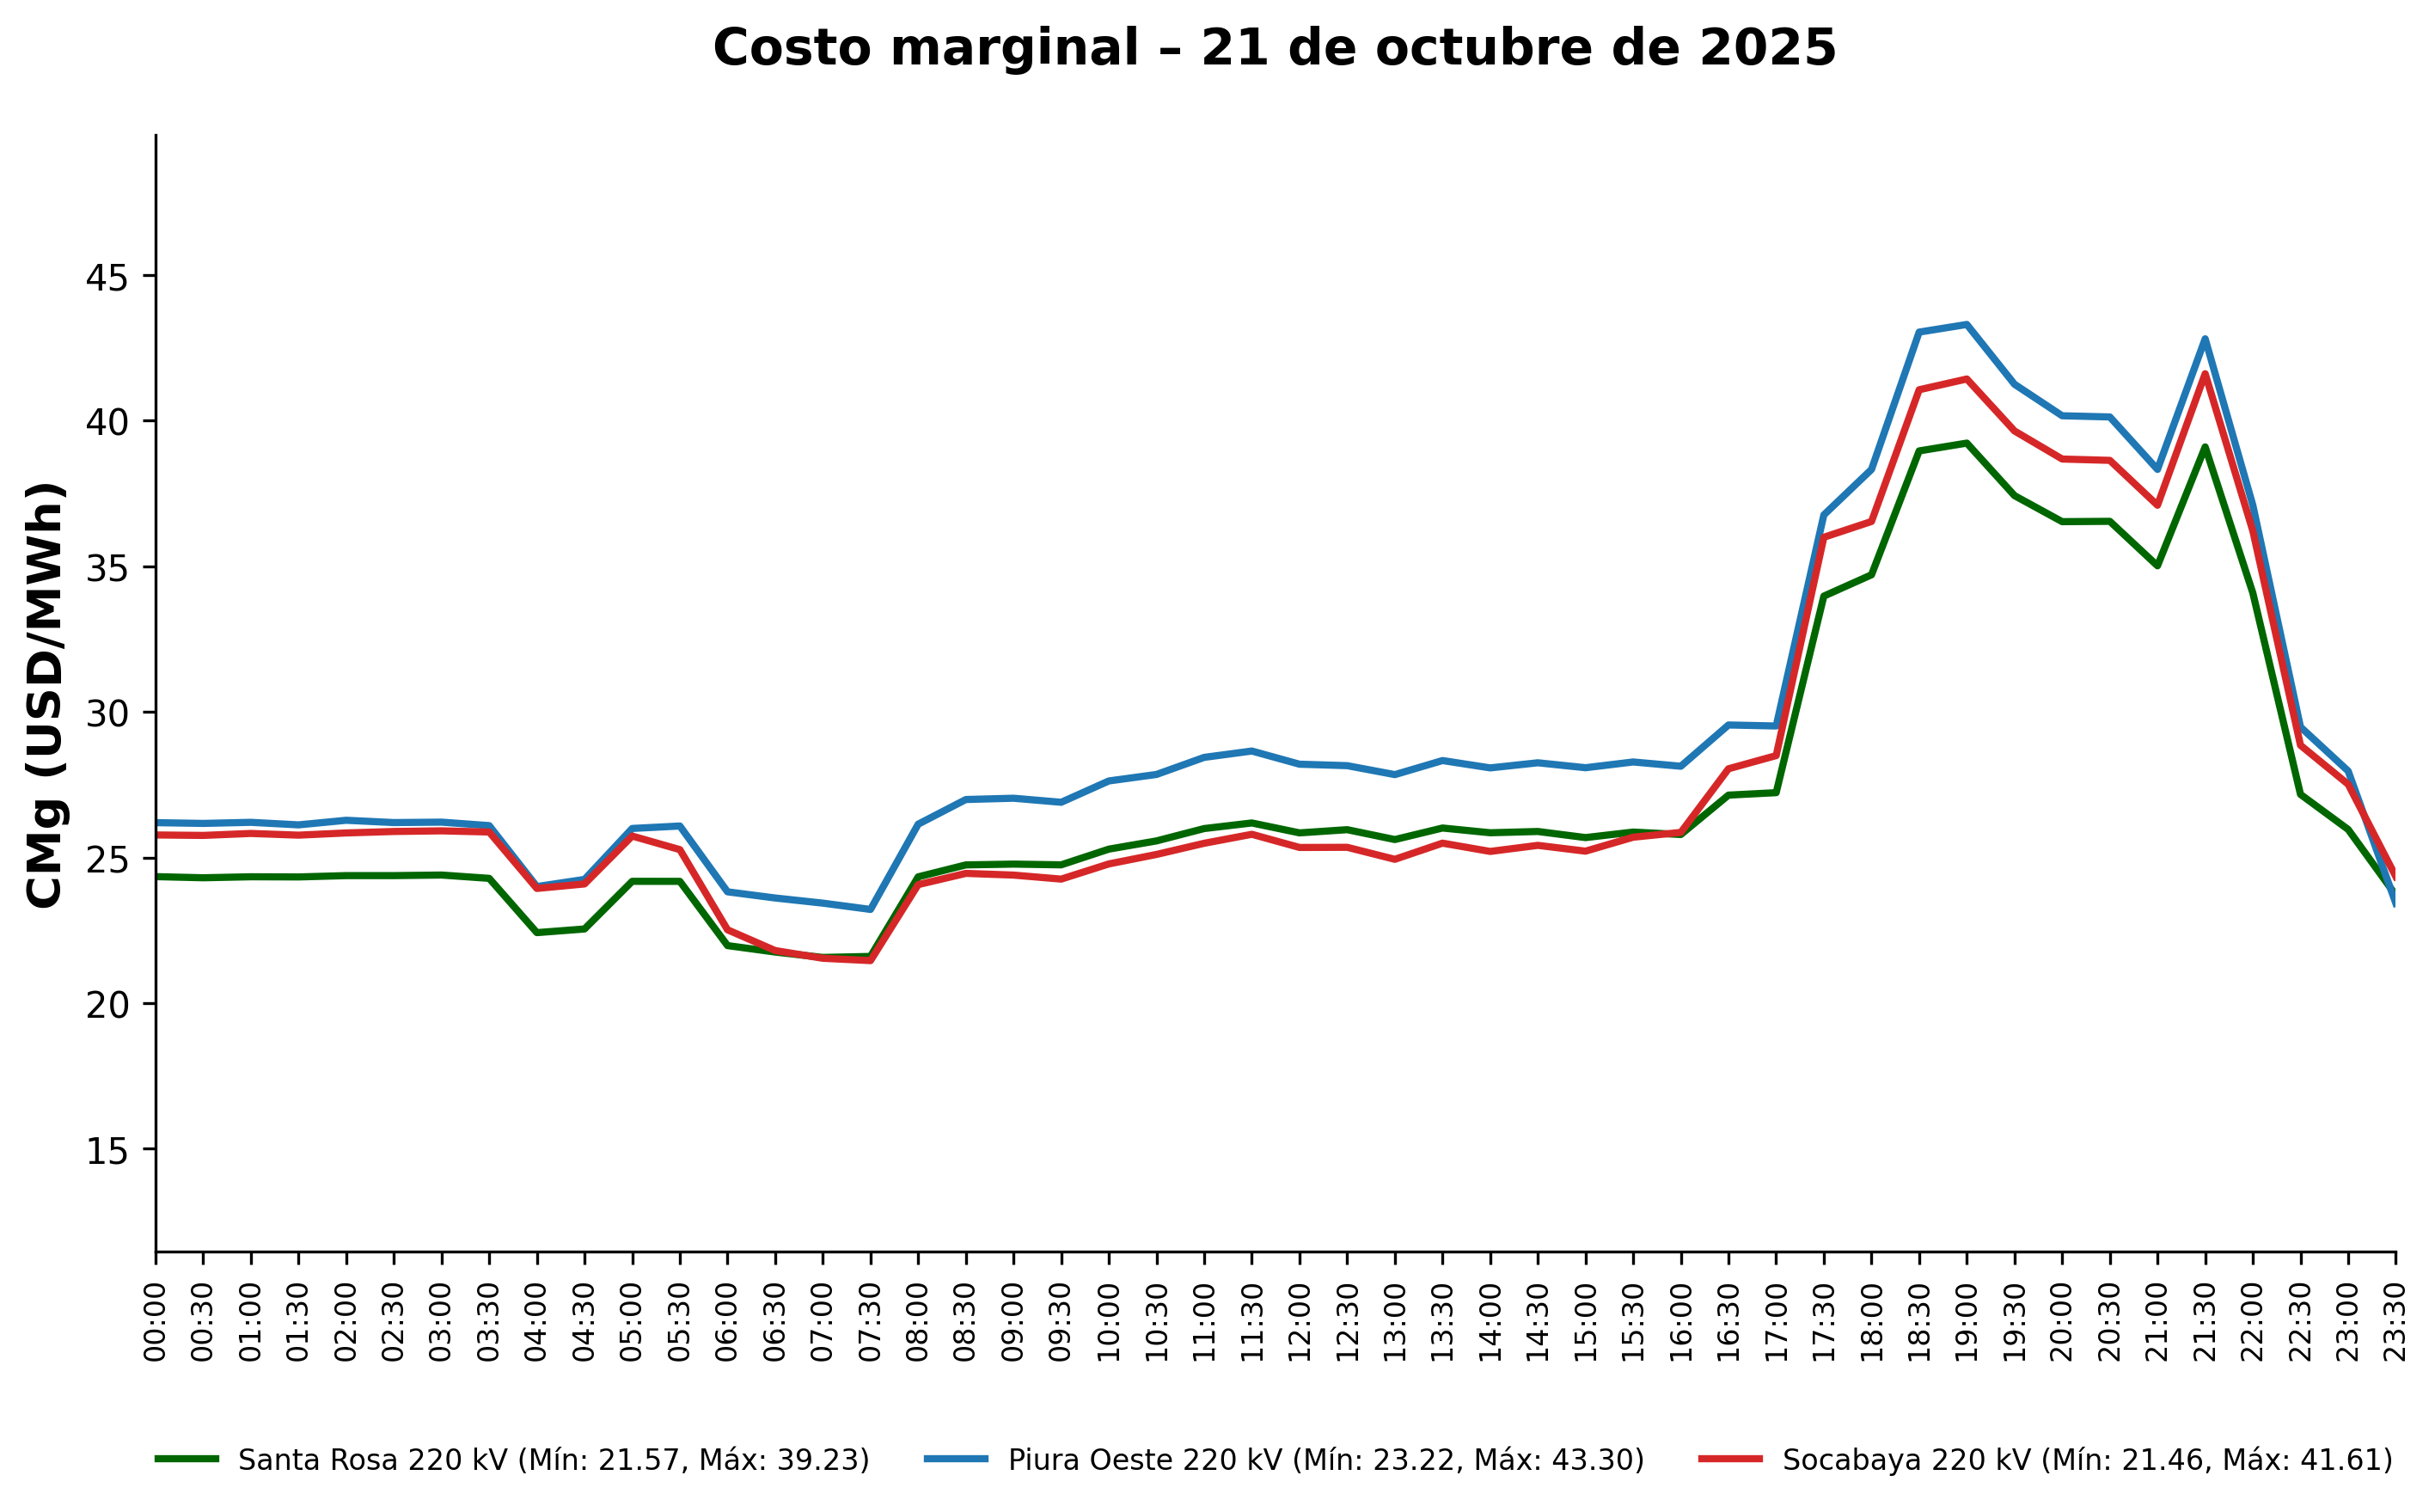 Costo marginal – 21 de octubre de 2025
CMg (USD/MWh)
45
40
35
30
25
20
15
00:00 00:30 01:00 01:30 02:00 02:30 03:00 03:30 04:00 04:30 05:00 05:30 06:00 06:30 07:00 07:30 08:00 08:30 09:00 09:30 10:00 10:30 11:00 11:30 12:00 12:30 13:00 13:30 14:00 14:30 15:00 15:30 16:00 16:30 17:00 17:30 18:00 18:30 19:00 19:30 20:00 20:30 21:00 21:30 22:00 22:30 23:00 23:30
Santa Rosa 220 kV (Mín: 21.57, Máx: 39.23) Piura Oeste 220 kV (Mín: 23.22, Máx: 43.30) Socabaya 220 kV (Mín: 21.46, Máx: 41.61)